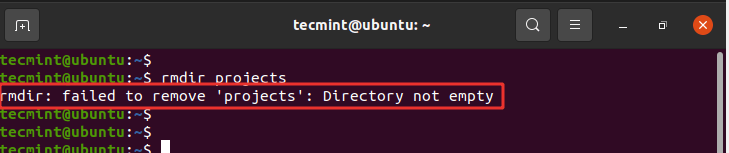 tecmint@ubuntu: ~
tecmint@ubuntu:~$
tecmint@ubuntu:~$ rmdir projects
rmdir: failed to remove 'projects': Directory not empty
tecmint@ubuntu:~$
tecmint@ubuntu:~$
tecmint@ubuntu:~$